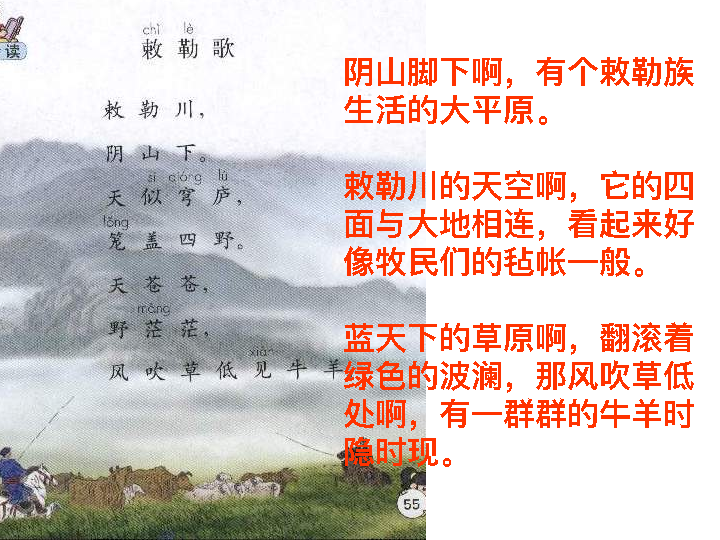 读
chì lè
敕 勒 歌
敕 勒 川，
阴 山 下。
sì qióng lú
天 似 穹 庐，
lǒng
笼 盖 四 野。
天 苍 苍，
máng
野 茫 茫，
xiàn
风 吹 草 低 见 牛 羊
55
阴山脚下啊，有个敕勒族
生活的大平原。
敕勒川的天空啊，它的四
面与大地相连，看起来好
像牧民们的毡帐一般。
蓝天下的草原啊，翻滚着
绿色的波澜，那风吹草低
处啊，有一群群的牛羊时
隐时现。